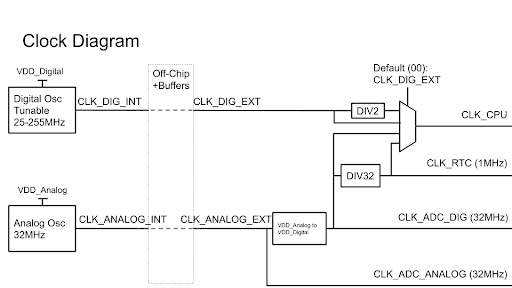 Clock Diagram
VDD_Digital
Off-Chip
+Buffers
Default (00):
CLK_DIG_EXT
Digital Osc
Tunable
25-255MHz
CLK_DIG_INT
CLK_DIG_EXT
DIV2
CLK_CPU
CLK_RTC (1MHz)
DIV32
VDD_Analog
Analog Osc
32MHz
CLK_ANALOG_INT
CLK_ANALOG_EXT
VDD_Analog to
VDD_Digital
CLK_ADC_DIG (32MHz)
CLK_ADC_ANALOG (32MHz)